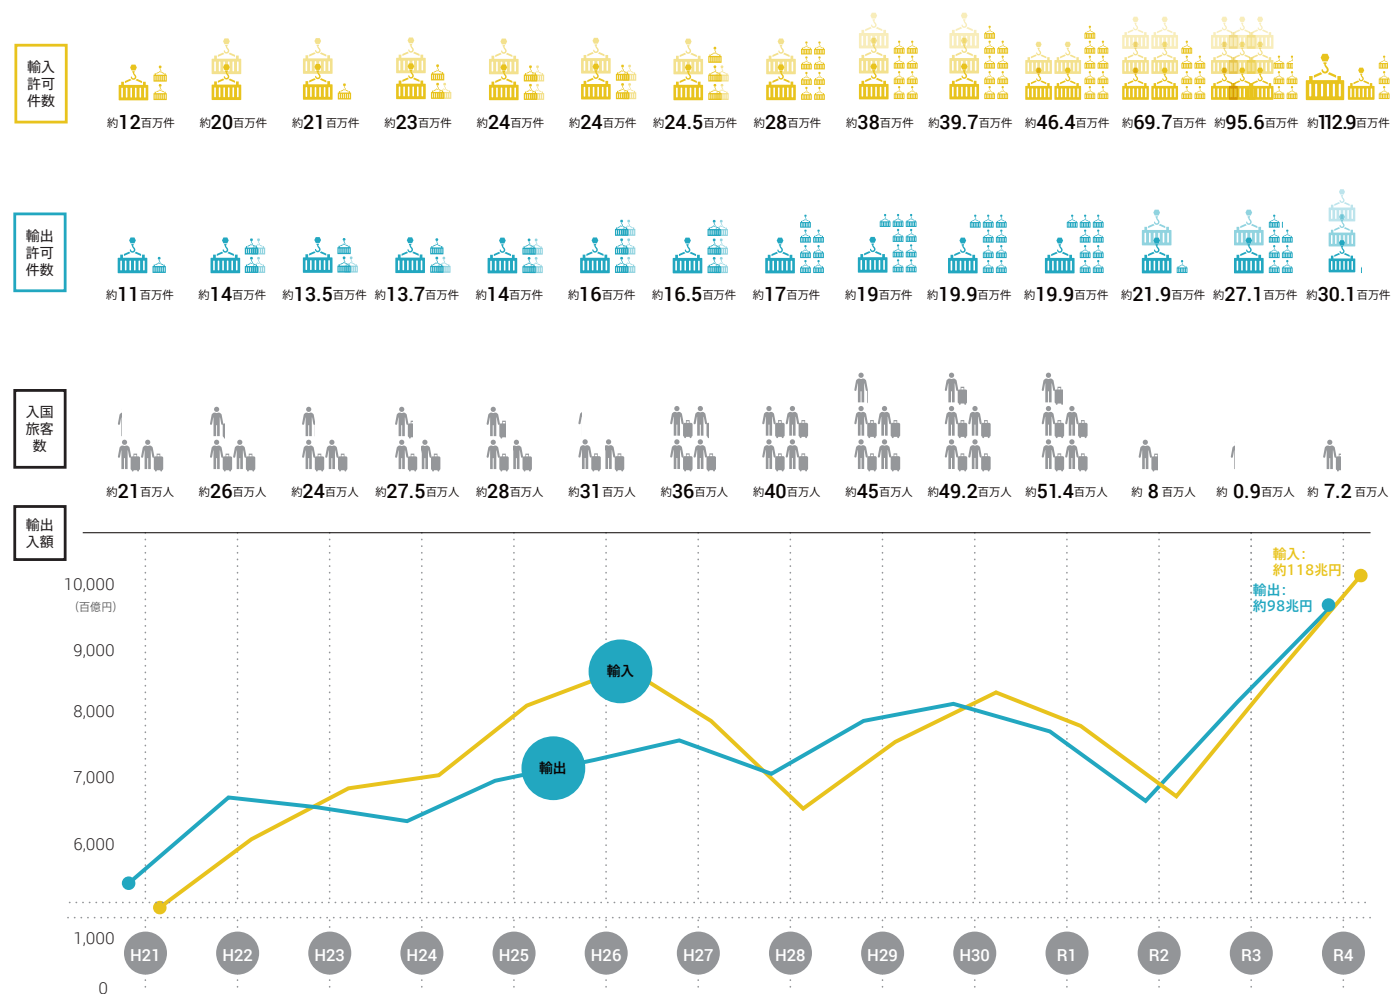 輸入
許可
件数
約12百万件 約20百万件 約21百万件 約23百万件 約24百万件 約24百万件 約24.5百万件 約28百万件 約38百万件 約39.7百万件 約46.4百万件 約69.7百万件 約95.6百万件 約112.9百万件
輸出
許可
件数
約11百万件 約14百万件 約13.5百万件 約13.7百万件 約14百万件 約16百万件 約16.5百万件 約17百万件 約19百万件 約19.9百万件 約19.9百万件 約21.9百万件 約27.1百万件 約30.1百万件
入国
旅客
数
約21百万人 約26百万人 約24百万人 約27.5百万人 約28百万人 約31百万人 約36百万人 約40百万人 約45百万人 約49.2百万人 約51.4百万人 約 8 百万人 約 0.9百万人 約 7.2 百万人
輸出
入額
輸入:
約118兆円
輸出:
約98兆円
10,000
(百億円)
9,000
8,000
7,000
6,000
1,000
0
輸入
輸出
H21 H22 H23 H24 H25 H26 H27 H28 H29 H30 R1 R2 R3 R4